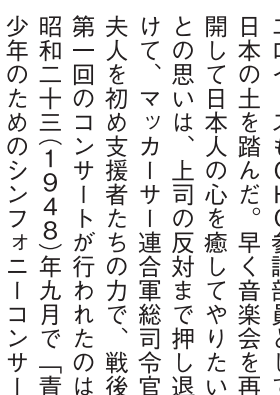 日本の土を踏んだ。早く音楽会を再
開して日本人の心を癒してやりたい
との思いは、上司の反対まで押し退
けて、マッカーサー連合軍総司令官
夫人を初め支援者たちの力で、戦後
第一回のコンサートが行われたのは
昭和二十三(1948)年九月で「青
少年のためのシンフォニーコンサー